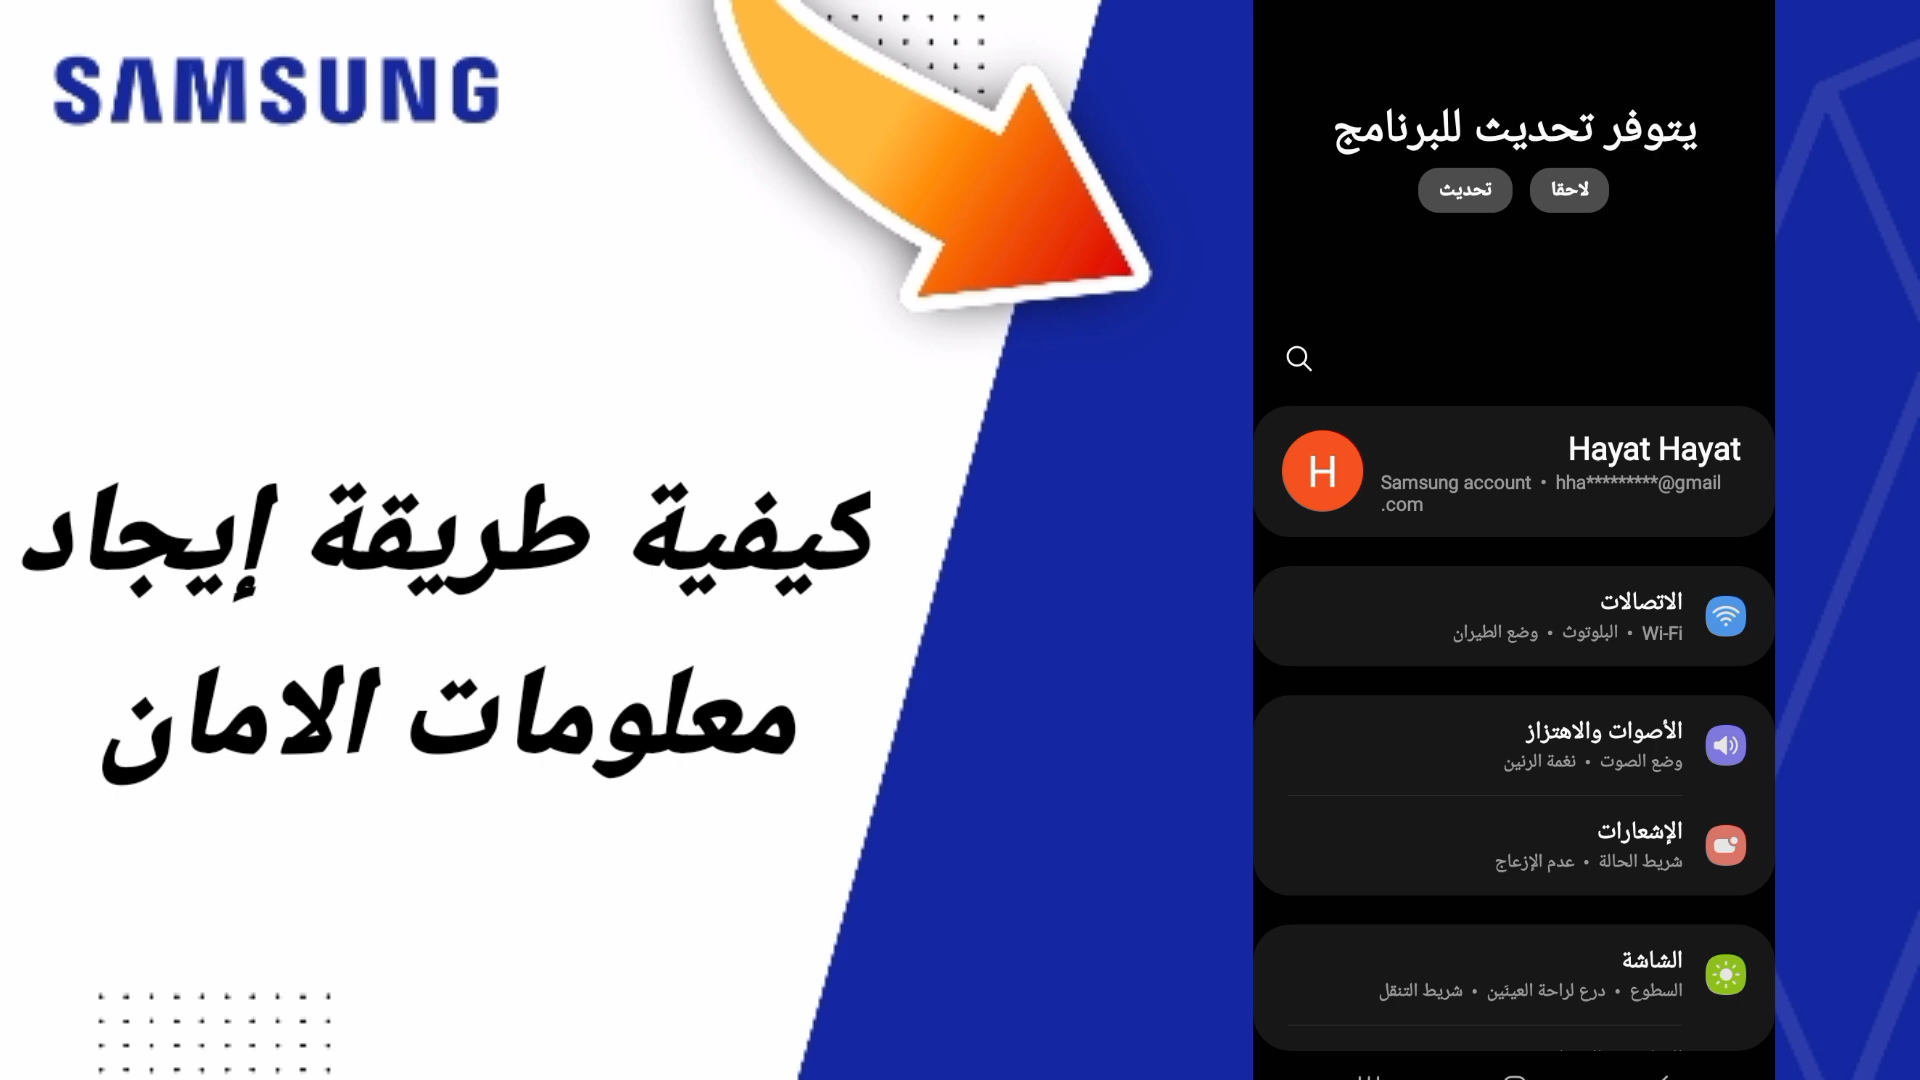 SAMSUNG
كيفية طريقة إيجاد
معلومات الامان
يتوفر تحديث للبرنامج
لاحقا
تحديث
Hayat Hayat
Samsung account • hha*********@gmail
.com
H
الاتصالات
Wi-Fi • البلوتوث • وضع الطيران
الأصوات والاهتزاز
وضع الصوت • نغمة الرنين
الإشعارات
شريط الحالة • عدم الإزعاج
الشاشة
السطوع • درع لراحة العينَين • شريط التنقل